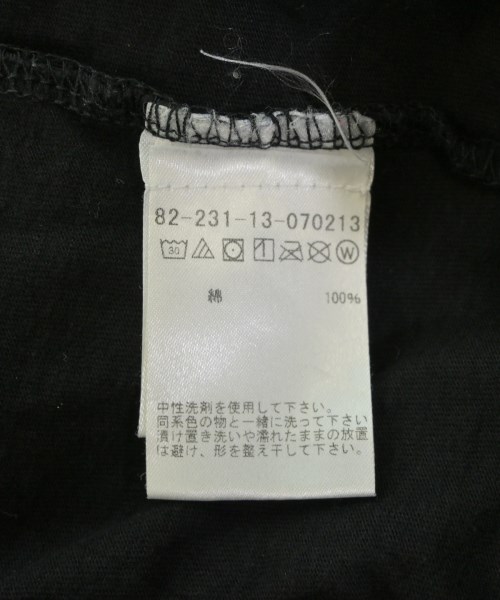 82-231-13-070213
30 W
綿 100%
中性洗剤を使用して下さい。
同系色の物と一緒に洗って下さい
漬け置き洗いや濡れたままの放置
は避け、形を整え干して下さい。